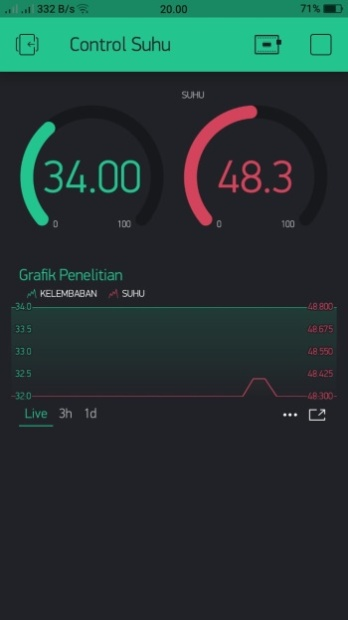 332 B/s 20.00 71%
Control Suhu
SUHU
34.00 48.3
0 100 0 100
Grafik Penelitian
KELEMBABAN SUHU
34.0 48.800
33.5 48.675
33.0 48.550
32.5 48.425
32.0 48.300
Live 3h 1d